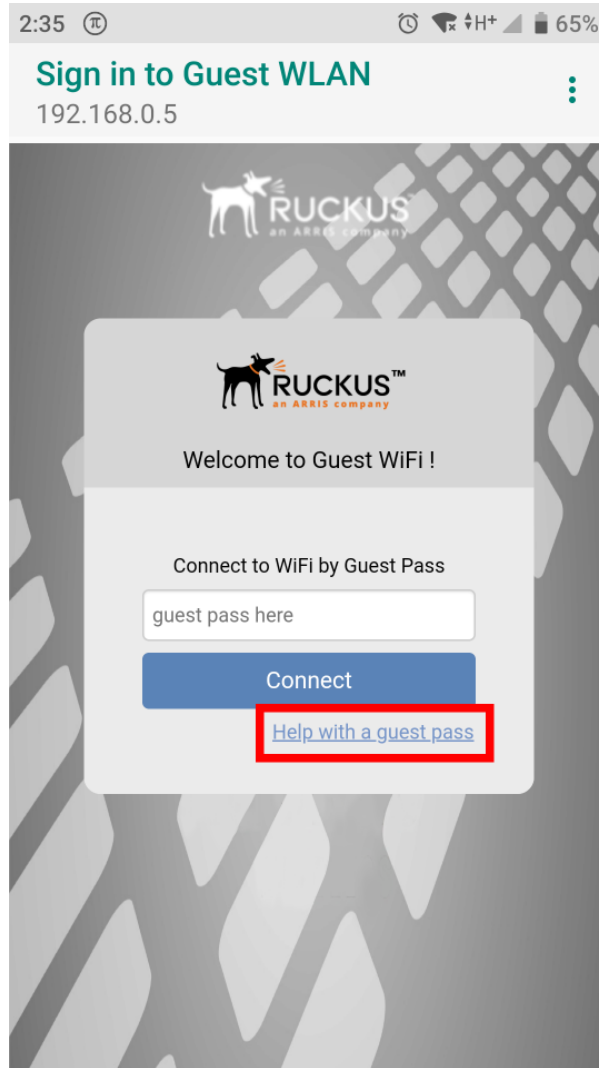 2:35 π H+ 65%
Sign in to Guest WLAN
192.168.0.5
RUCKUS
an ARRIS company
RUCKUS™
an ARRIS company
Welcome to Guest WiFi !
Connect to WiFi by Guest Pass
guest pass here
Connect
Help with a guest pass